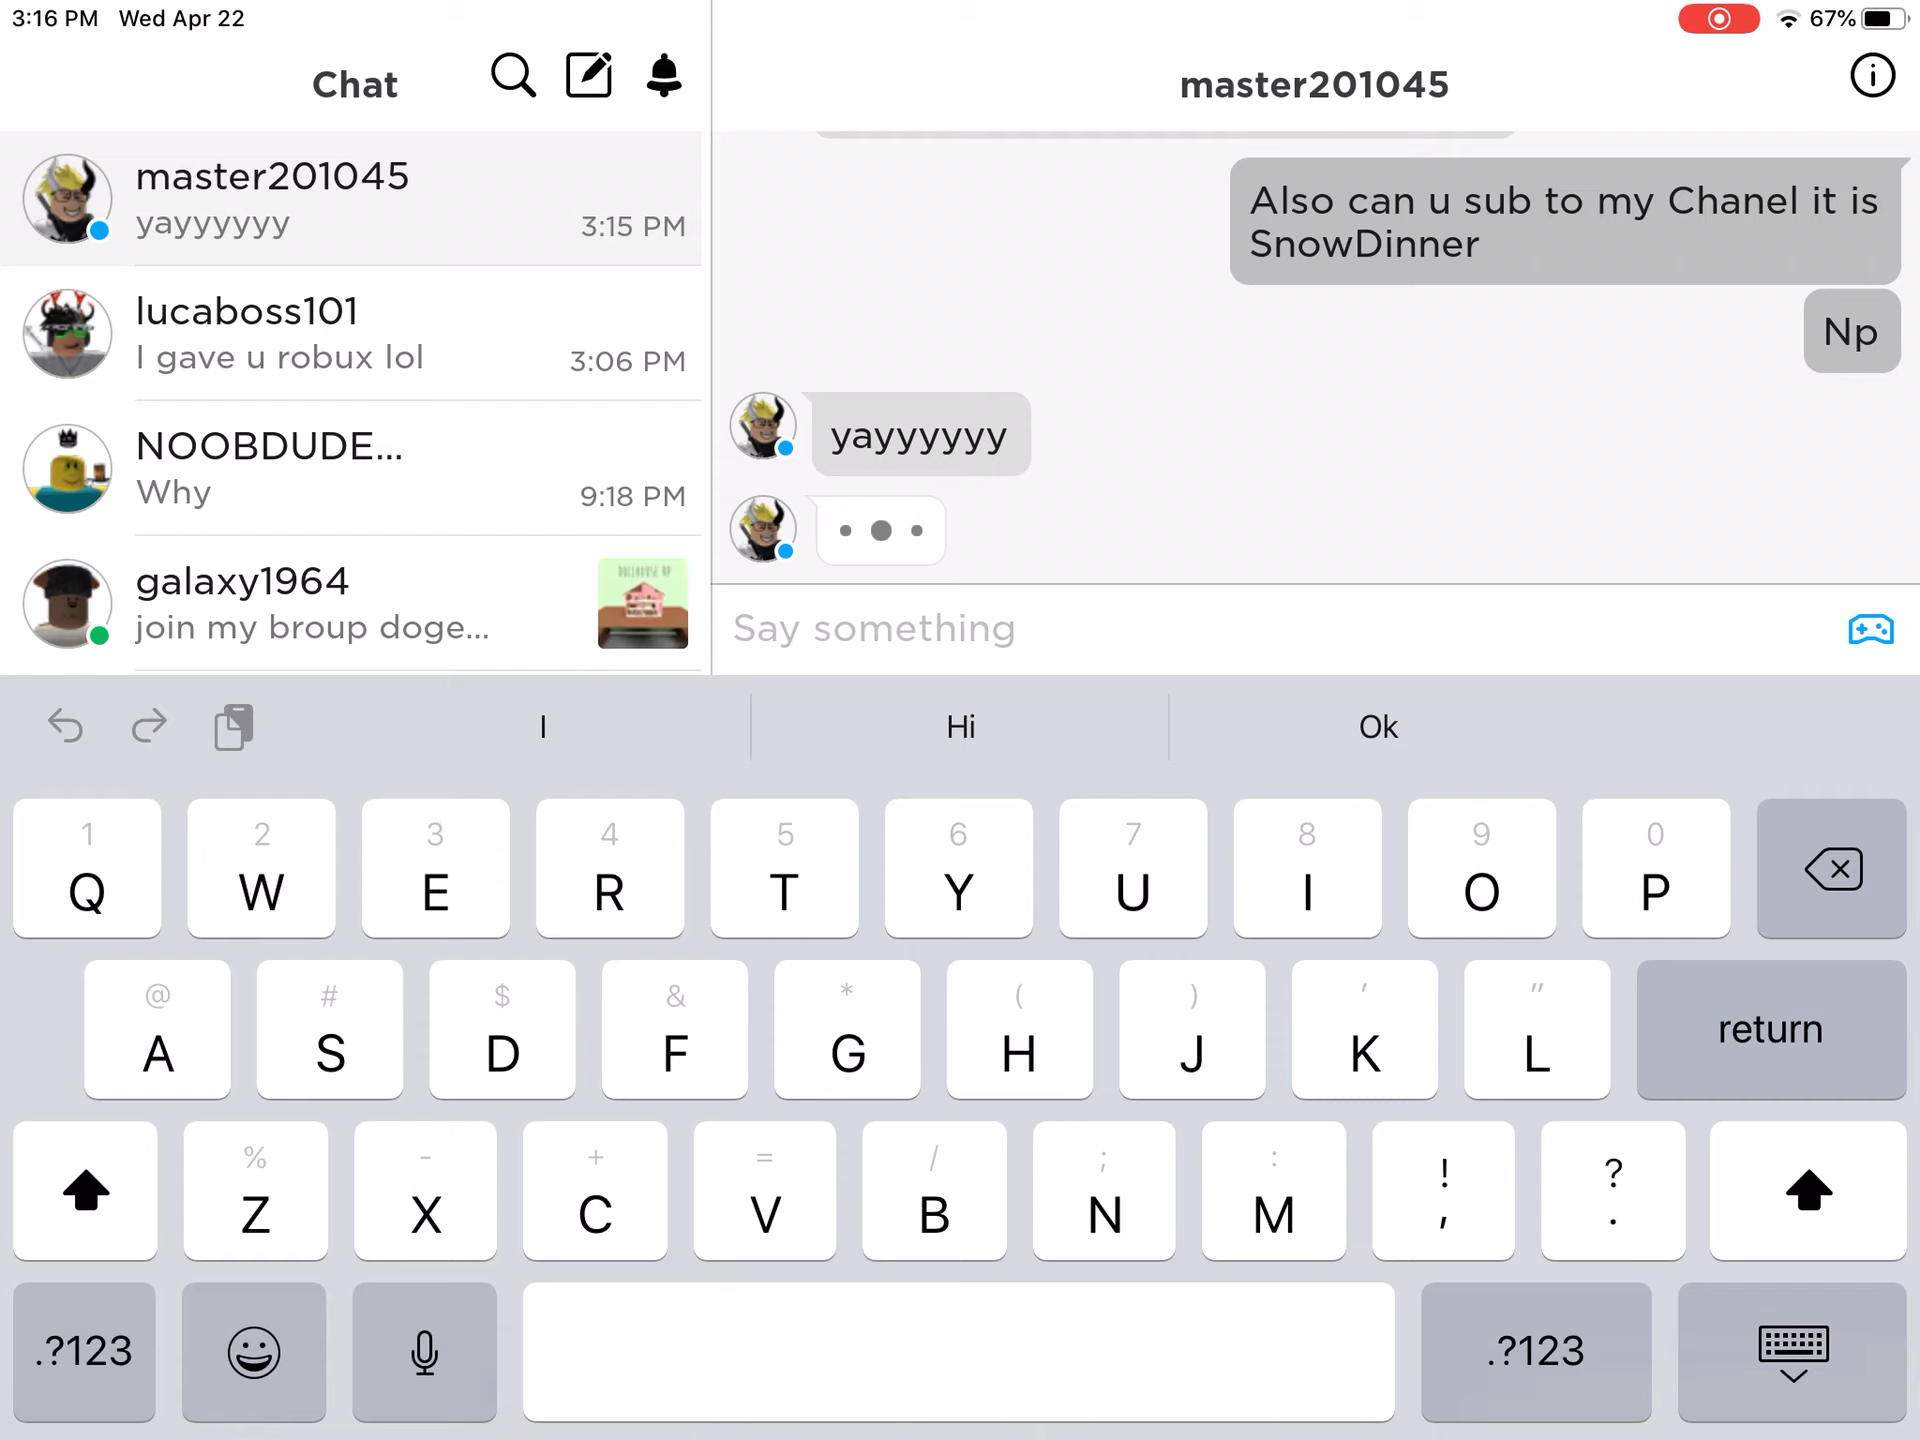 3:16 PM Wed Apr 22
67%
Chat
master201045
master201045
yayyyyyy
3:15 PM
lucaboss101
I gave u robux lol
3:06 PM
NOOBDUDE...
Why
9:18 PM
galaxy1964
join my broup doge...
DOLLHOUSE RP
Also can u sub to my Chanel it is
SnowDinner
Np
yayyyyyy
Say something
I
Hi
Ok
1 2 3 4 5 6 7 8 9 0
Q W E R T Y U I O P
@ # $ & * ( ) ' "
A S D F G H J K L return
% - + = / ; : ! ?
Z X C V B N M , .
.?123 .?123